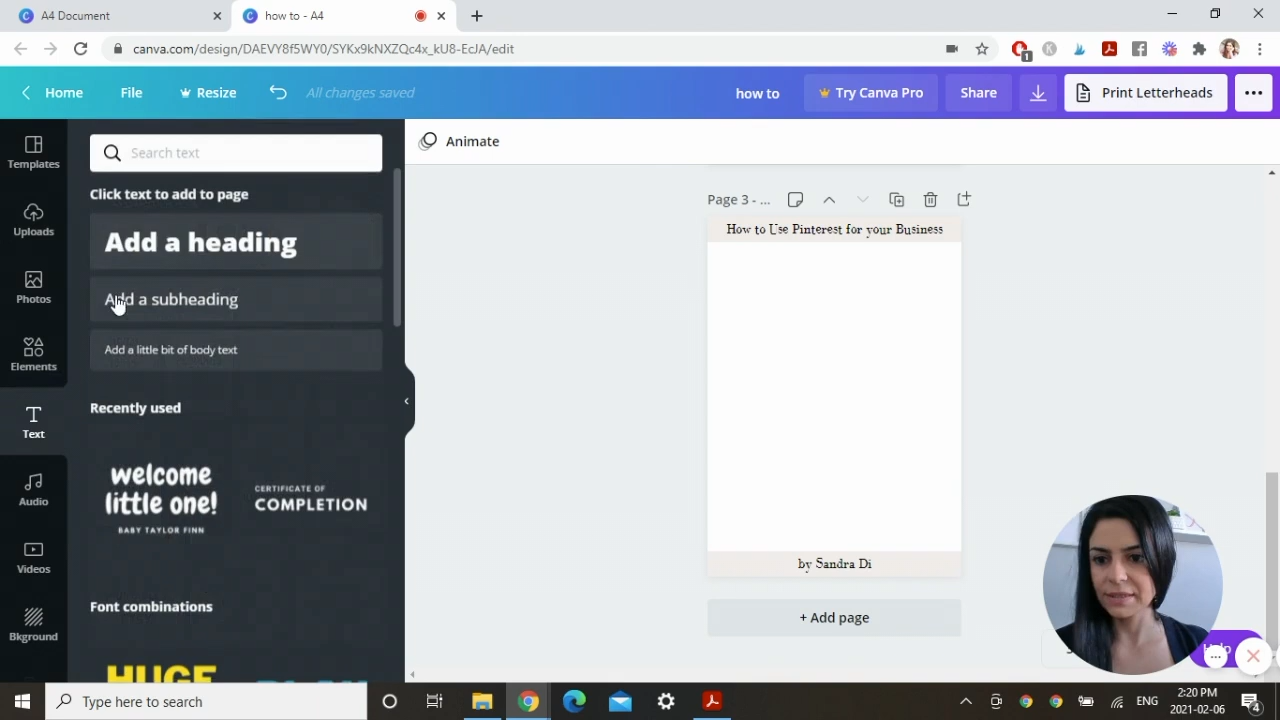 A4 Document
how to - A4
canva.com/design/DAEVY8f5WY0/SYKx9kNXZQc4x_kU8-EcJA/edit
1
Home
File
Resize
All changes saved
how to
Try Canva Pro
Share
Print Letterheads
Templates
Uploads
Photos
Elements
Text
Audio
Videos
Bkground
Search text
Click text to add to page
Add a heading
Add a subheading
Add a little bit of body text
Recently used
welcome
little one!
BABY TAYLOR FINN
CERTIFICATE OF
COMPLETION
Font combinations
HUGE
Animate
Page 3 - ...
How to Use Pinterest for your Business
by Sandra Di
+ Add page
Type here to search
ENG
2:20 PM
2021-02-06
4